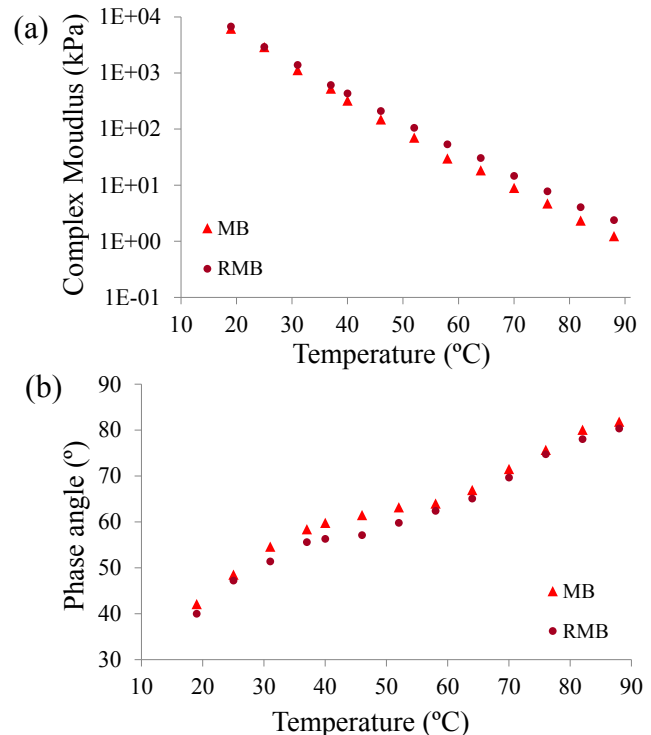 (a)
Complex Moudlus (kPa)
1E+04
1E+03
1E+02
1E+01
1E+00
1E-01
MB
RMB
10 20 30 40 50 60 70 80 90
Temperature (ºC)
(b)
Phase angle (º)
90
80
70
60
50
40
30
MB
RMB
10 20 30 40 50 60 70 80 90
Temperature (ºC)